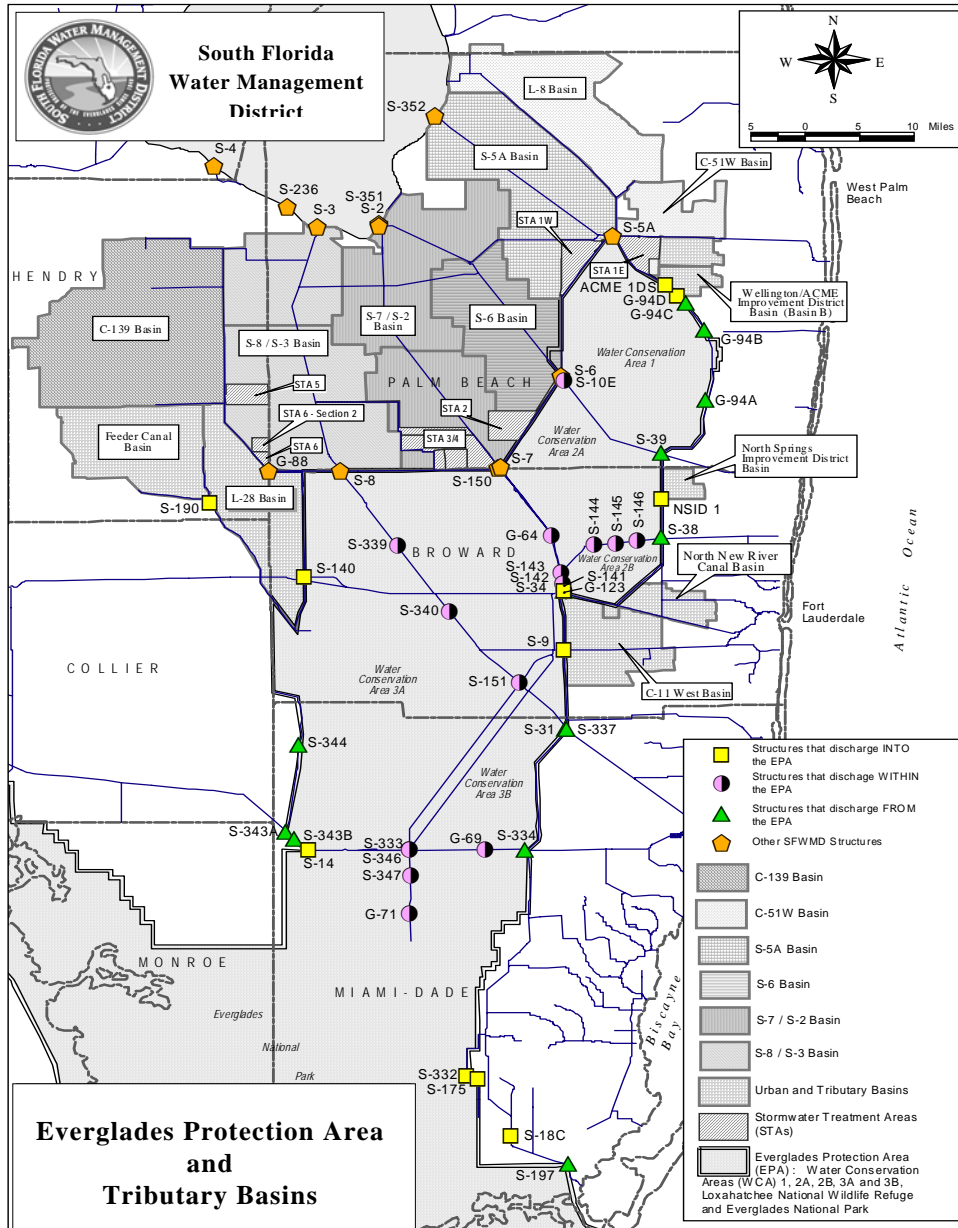 SOUTH FLORIDA WATER MANAGEMENT DISTRICT
South Florida
Water Management
District
N
W
E
S
5
0
5
10 Miles
L-8 Basin
S-352
S-5A Basin
C-51W Basin
S-4
S-236
S-3
S-351
S-2
STA 1W
S-5A
West Palm
Beach
HENDRY
STA 1E
ACME 1DS
G-94D
G-94C
Wellington/ACME
Improvement District
Basin (Basin B)
C-139 Basin
S-8 / S-3 Basin
S-7 / S-2
Basin
S-6 Basin
G-94B
Water Conservation
Area 1
STA 5
PALM BEACH
S-6
S-10E
G-94A
STA 6 - Section 2
STA 2
Feeder Canal
Basin
STA 6
STA 3/4
Water
Conservation
Area 2A
S-39
North Springs
Improvement District
Basin
G-88
S-8
S-7
S-150
S-190
L-28 Basin
NSID 1
S-144
S-145
S-146
S-38
G-64
S-339
BROWARD
Water Conservation
Area 2B
North New River
Canal Basin
S-143
S-142
S-141
S-34
G-123
S-140
S-340
Fort
Lauderdale
Atlantic Ocean
S-9
COLLIER
Water
Conservation
Area 3A
S-151
C-11 West Basin
S-31
S-337
S-344
Water
Conservation
Area 3B
S-343A
S-343B
S-14
S-333
S-346
S-347
G-69
S-334
G-71
MONROE
MIAMI-DADE
Everglades
National
Park
Biscayne
Bay
S-332
S-175
S-18C
S-197
Structures that discharge INTO
the EPA
Structures that dischage WITHIN
the EPA
Structures that discharge FROM
the EPA
Other SFWMD Structures
C-139 Basin
C-51W Basin
S-5A Basin
S-6 Basin
S-7 / S-2 Basin
S-8 / S-3 Basin
Urban and Tributary Basins
Stormwater Treatment Areas
(STAs)
Everglades Protection Area
(EPA) : Water Conservation
Areas (WCA) 1, 2A, 2B, 3A and 3B,
Loxahatchee National Wildlife Refuge
and Everglades National Park
Everglades Protection Area
and
Tributary Basins